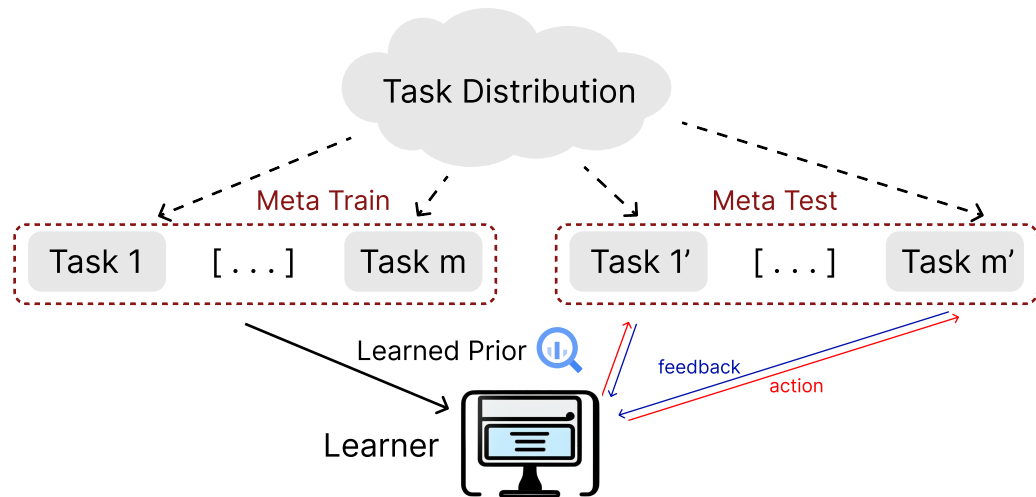 Task Distribution
Meta Train
Meta Test
Task 1 [...] Task m
Task 1’ [...] Task m’
Learned Prior
feedback
action
Learner